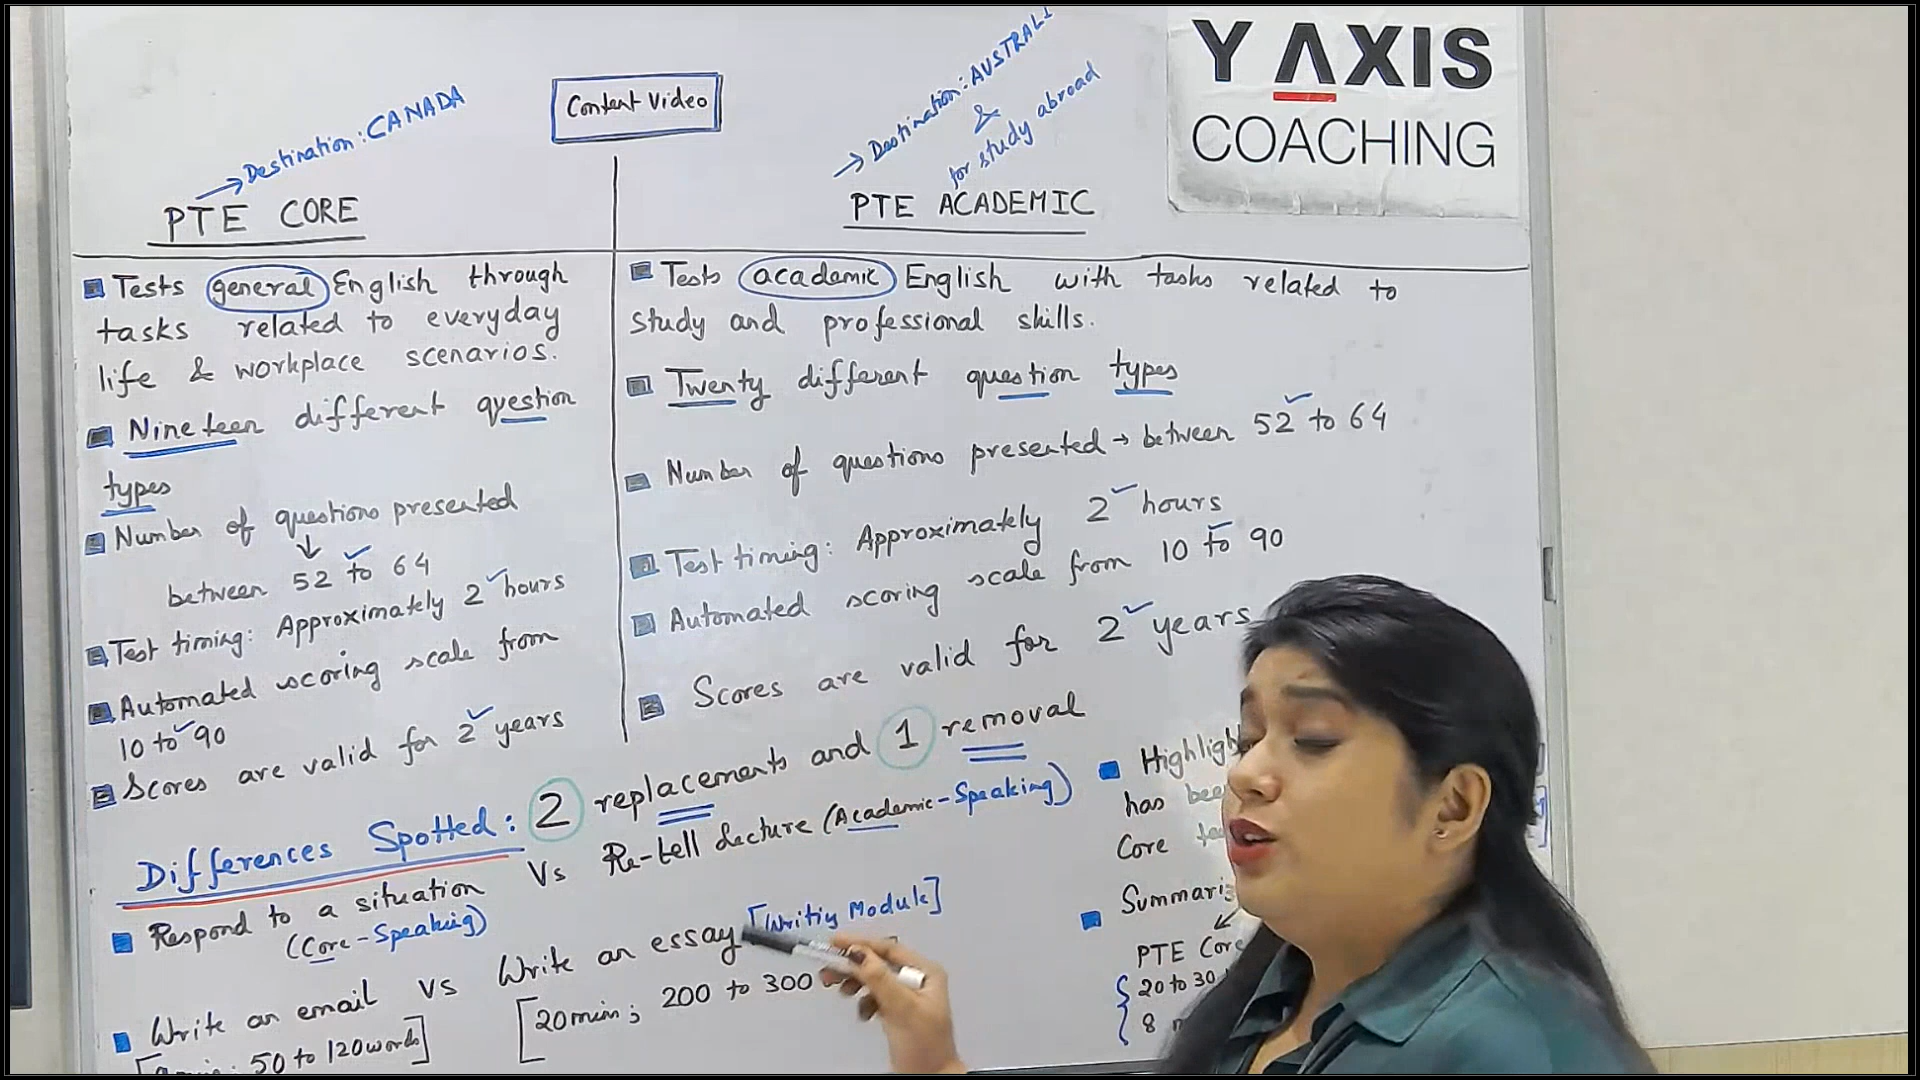 Content Video
Y AXIS
COACHING
→ Destination: CANADA
PTE CORE
■ Tests general English through
tasks related to everyday
life & workplace scenarios.
■ Nineteen different question
types
■ Number of questions presented
↓
between 52 to 64
■ Test timing: Approximately 2 hours
■ Automated scoring scale from
10 to 90
■ Scores are valid for 2 years
→ Destination: AUSTRALI
&
for study abroad
PTE ACADEMIC
■ Tests academic English with tasks related to
study and professional skills.
■ Twenty different question types
■ Number of questions presented → between 52 to 64
■ Test timing: Approximately 2 hours
■ Automated scoring scale from 10 to 90
■ Scores are valid for 2 years
Differences Spotted: 2 replacements and 1 removal
■ Respond to a situation Vs Re-tell lecture (Academic-Speaking)
(Core-Speaking)
■ Write an email vs Write an essay [Writing Module]
50 to 120 words] [20min; 200 to 300
■ Highligh
has bee
Core
■ Summari
PTE Core
20 to 30
8